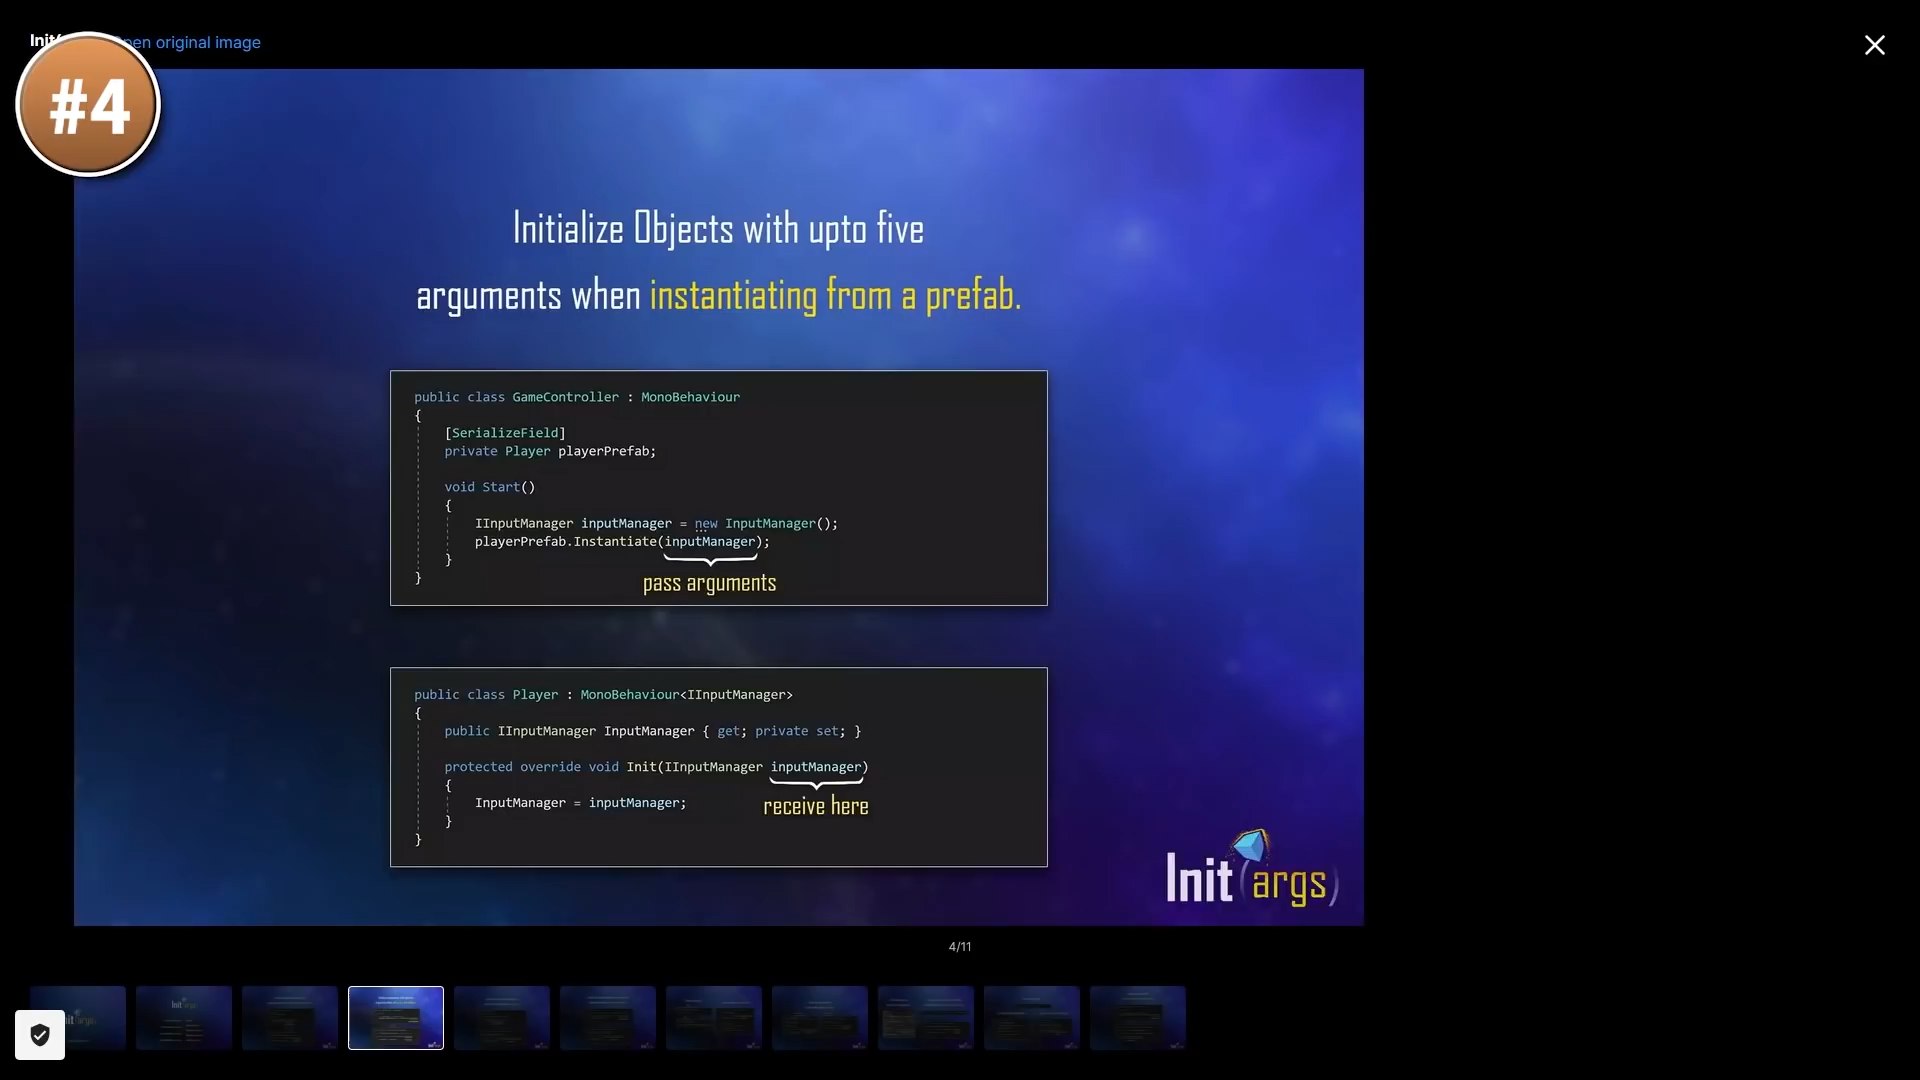 Init(
Open original image
#4
Initialize Objects with upto five
arguments when instantiating from a prefab.
public class GameController : MonoBehaviour
{
[SerializeField]
private Player playerPrefab;
void Start()
{
IInputManager inputManager = new InputManager();
playerPrefab.Instantiate(inputManager);
}
pass arguments
}
public class Player : MonoBehaviour<IInputManager>
{
public IInputManager InputManager { get; private set; }
protected override void Init(IInputManager inputManager)
{
InputManager = inputManager;
receive here
}
}
Init(args)
4/11